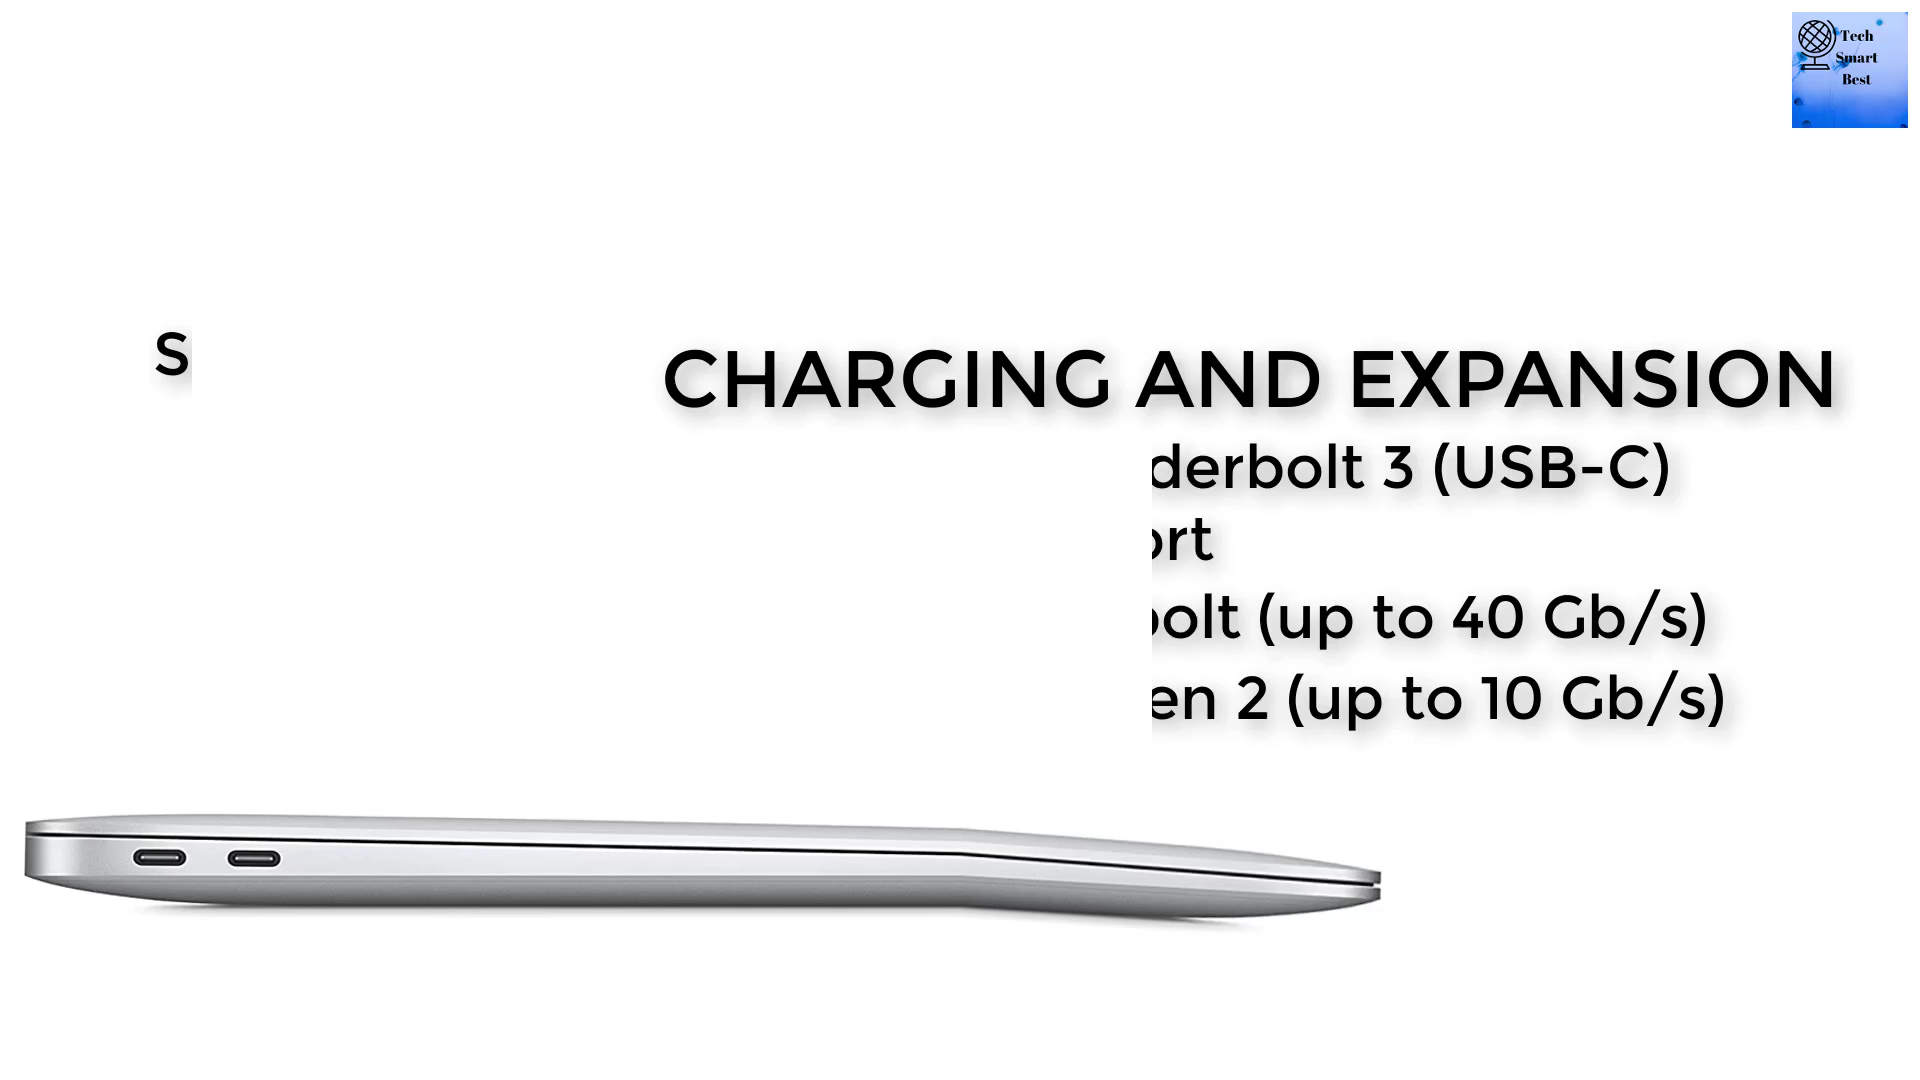 Tech
Smart
Best
S
CHARGING AND EXPANSION
derbolt 3 (USB-C)
ort
bolt (up to 40 Gb/s)
en 2 (up to 10 Gb/s)